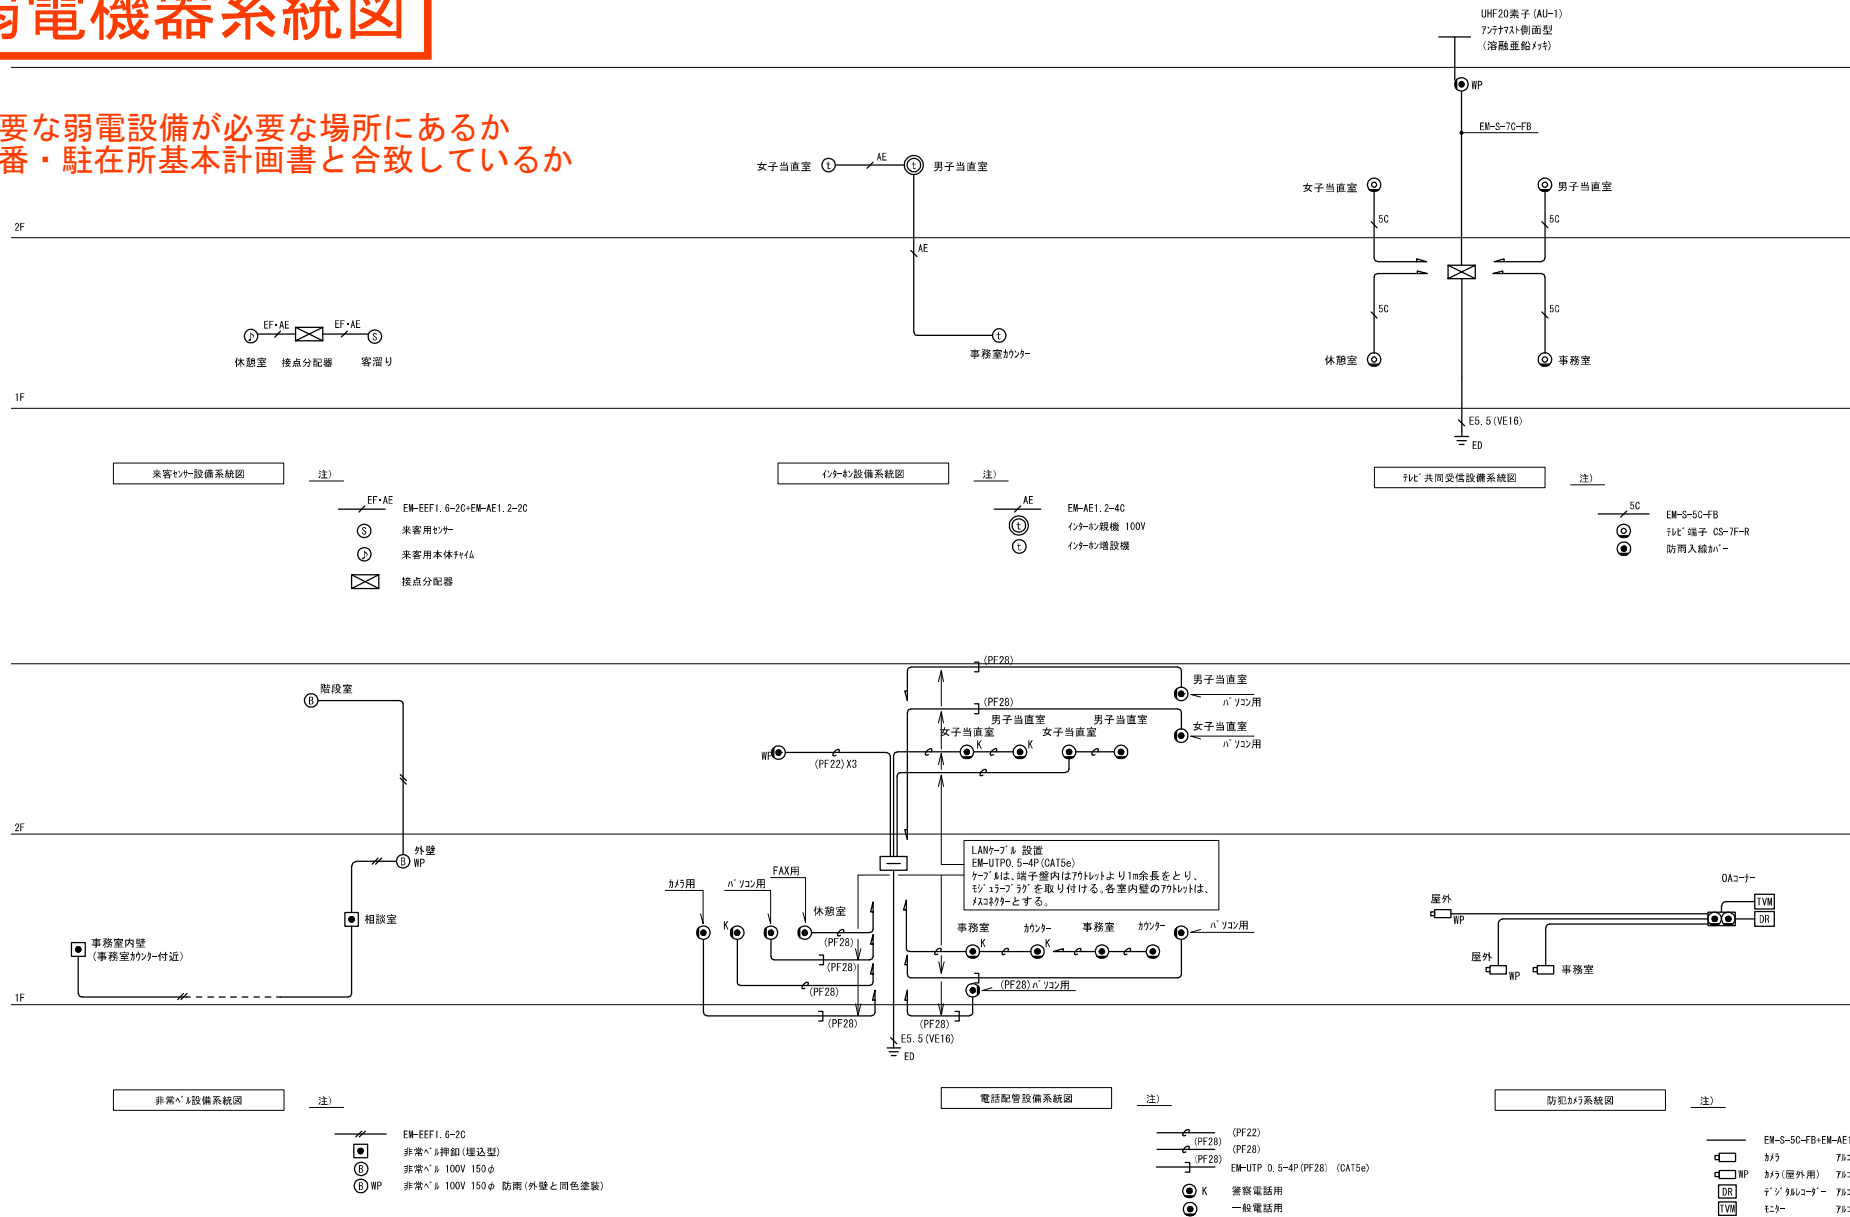 弱電機器系統図
要な弱電設備が必要な場所にあるか
番・駐在所基本計画書と合致しているか
UHF20素子(AU-1)
アンテナマスト側面型
(溶融亜鉛メッキ)
WP
EM-S-7C-FB
女子当直室
AE
男子当直室
女子当直室
男子当直室
5C
5C
2F
AE
5C
5C
EF・AE
EF・AE
休憩室
接点分配器
客溜り
事務室カウンター
休憩室
事務室
1F
E5.5(VE16)
ED
来客センサー設備系統図
注)
EF・AE
EM-EEF1.6-2C+EM-AE1.2-2C
来客用センサー
来客用本体チャイム
接点分配器
インターホン設備系統図
注)
AE
EM-AE1.2-4C
インターホン親機 100V
インターホン増設機
テレビ共同受信設備系統図
注)
5C
EM-S-5C-FB
テレビ端子 CS-7F-R
防雨入線カバー
階段室
(PF28)
男子当直室
パソコン用
(PF28)
女子当直室
パソコン用
女子当直室
男子当直室
女子当直室
男子当直室
K
K
WP
(PF22)X3
2F
外壁
WP
相談室
事務室内壁
(事務室カウンター付近)
LANケーブル 設置
EM-UTP0.5-4P(CAT5e)
ケーブルは、端子盤内はアウトレットより1m余長をとり、
モジュラープラグを取り付ける。各室内壁のアウトレットは、
メスコネクターとする。
カメラ用
パソコン用
FAX用
休憩室
K
(PF28)
(PF28)
(PF28)
(PF28)
事務室
カウンター
事務室
カウンター
パソコン用
K
K
(PF28)パソコン用
(PF28)
E5.5(VE16)
ED
OAコーナー
TVM
DR
屋外
WP
屋外
WP
事務室
1F
非常ベル設備系統図
注)
EM-EEF1.6-2C
非常ベル押釦(埋込型)
非常ベル 100V 150φ
WP
非常ベル 100V 150φ 防雨(外壁と同色塗装)
電話配管設備系統図
注)
(PF22)
(PF28)
(PF28)
(PF28)
EM-UTP 0.5-4P(PF28) (CAT5e)
K
警察電話用
一般電話用
防犯カメラ系統図
注)
EM-S-5C-FB+EM-AE1
カメラ アルコ
WP
カメラ(屋外用) アルコ
DR
デジタルレコーダー アルコ
TVM
モニター アルコ